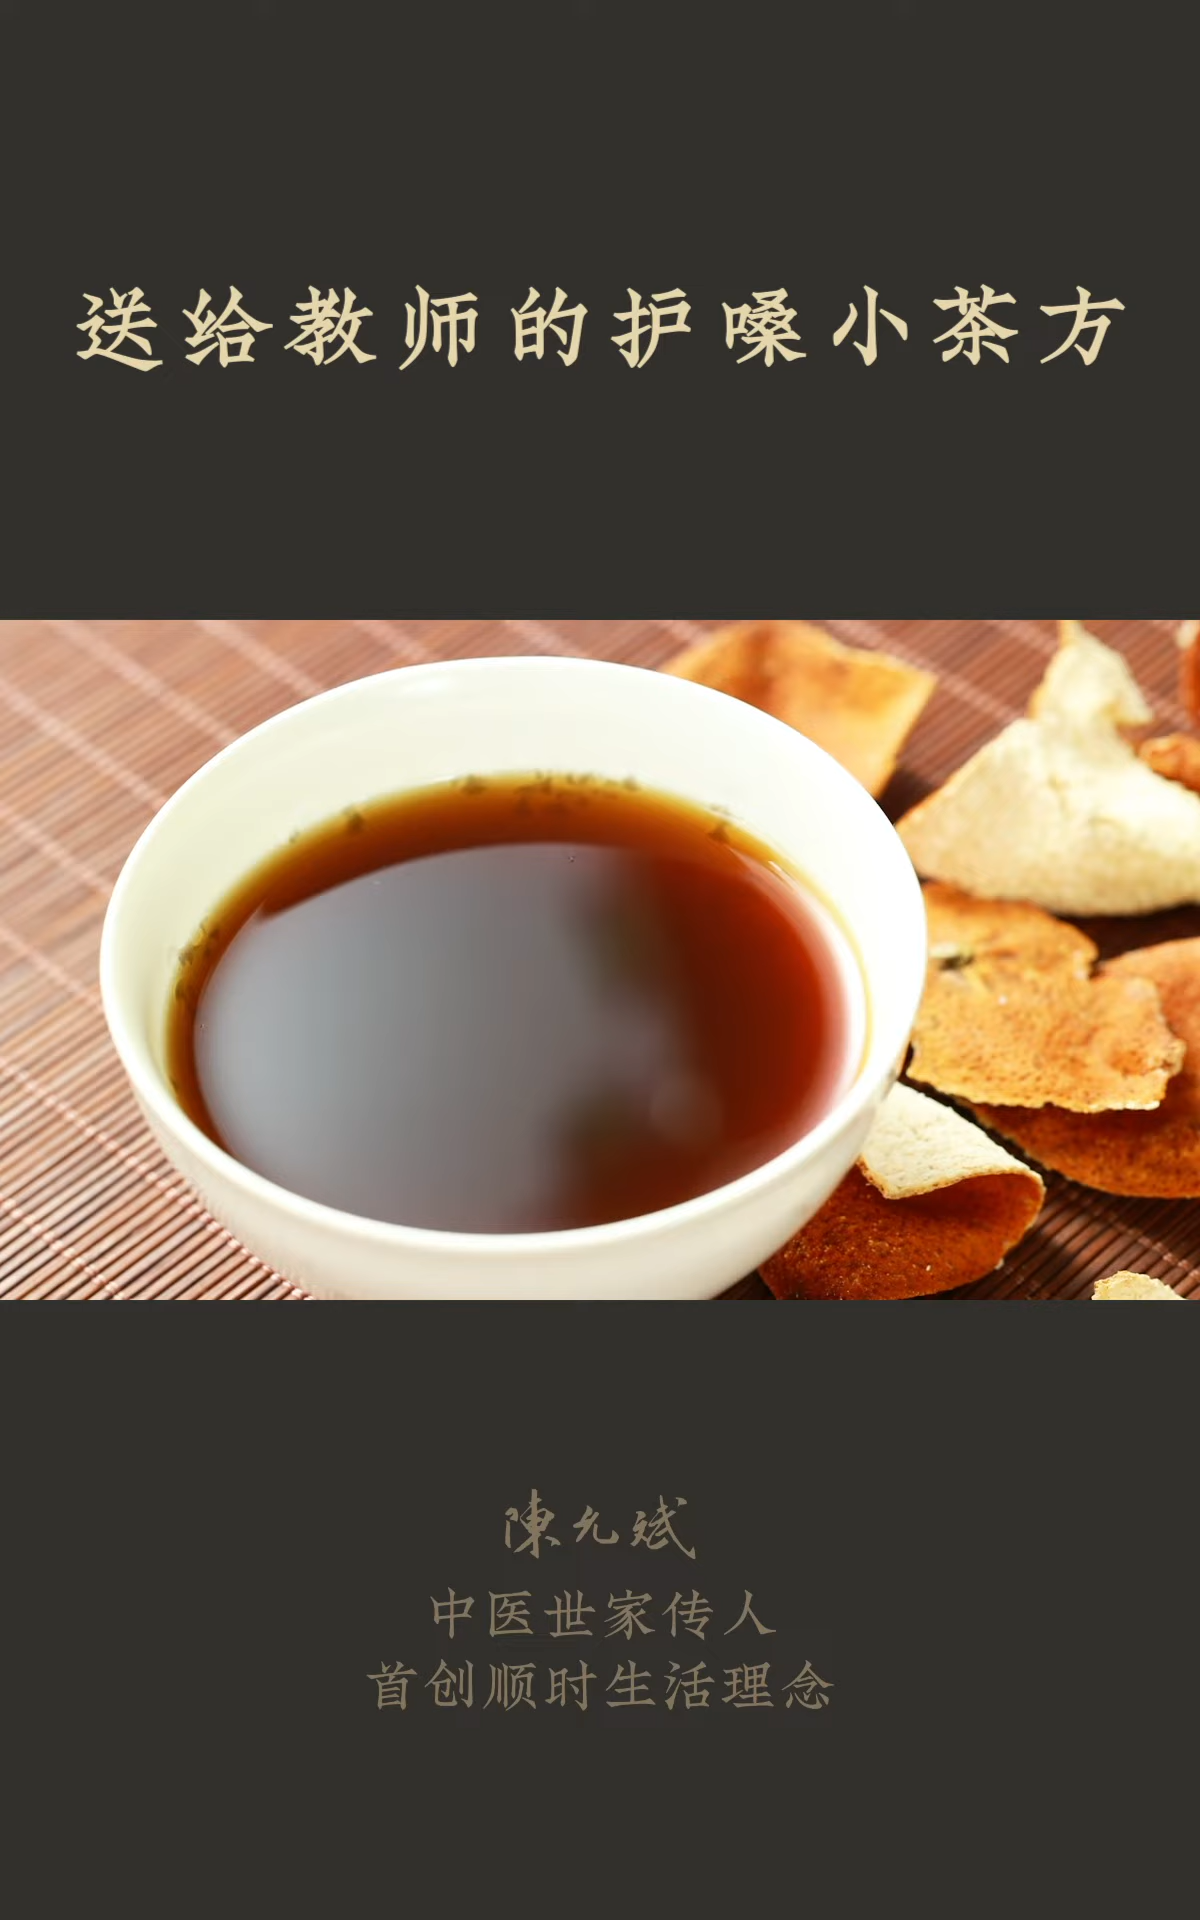 送给教师的护嗓小茶方
陳允斌
中医世家传人
首创顺时生活理念